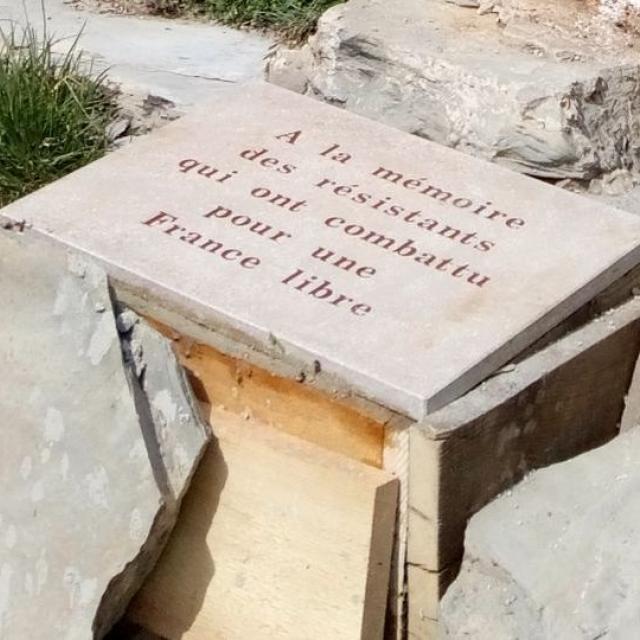 A la mémoire
des résistants
qui ont combattu
pour une
France libre